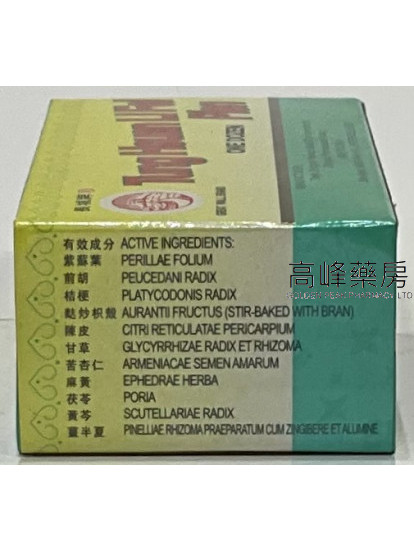 ONE DOZEN
有效成分 ACTIVE INGREDIENTS:
紫蘇葉 PERILLAE FOLIUM
前胡 PEUCEDANI RADIX
桔梗 PLATYCODONIS RADIX
麩炒枳殼 AURANTII FRUCTUS (STIR-BAKED WITH BRAN)
陳皮 CITRI RETICULATAE PERICARPIUM
甘草 GLYCYRRHIZAE RADIX ET RHIZOMA
苦杏仁 ARMENIACAE SEMEN AMARUM
麻黃 EPHEDRAE HERBA
茯苓 PORIA
黃芩 SCUTELLARIAE RADIX
薑半夏 PINELLIAE RHIZOMA PRAEPARATUM CUM ZINGIBERE ET ALUMINE
高峰藥房